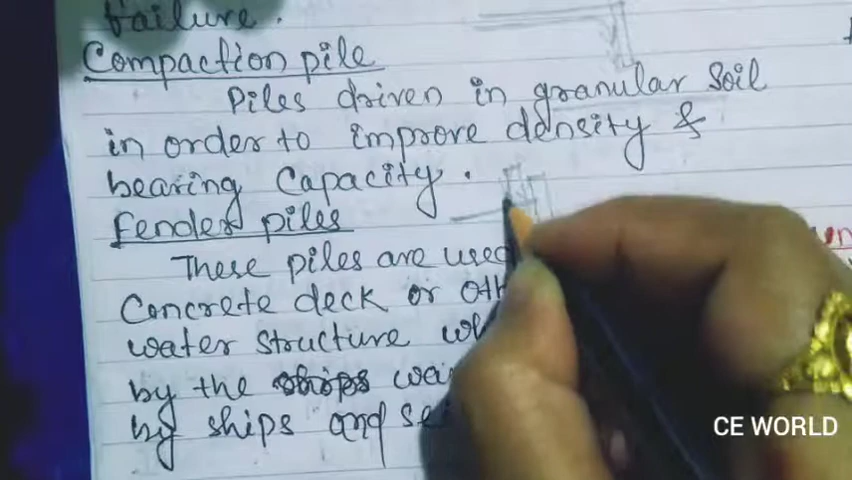 failure.
Compaction pile
Piles driven in granular soil
in order to improve density &
bearing Capacity.
Fender piles
These piles are used
Concrete deck or oth
water structure
by the ships
by ships and
CE WORLD